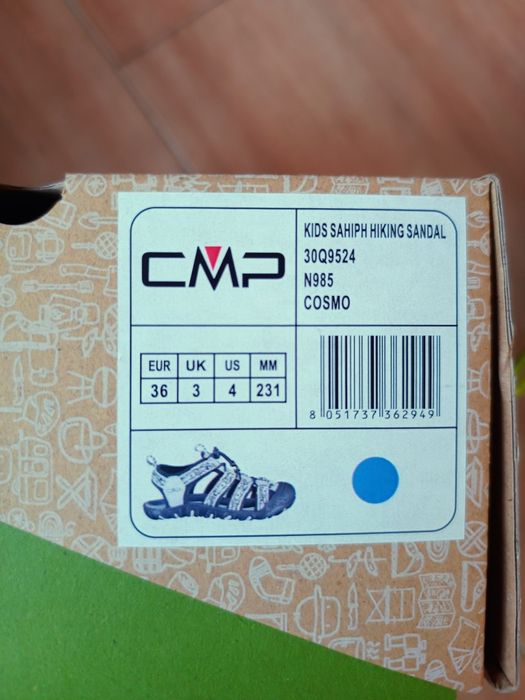 CMP
KIDS SAHIPH HIKING SANDAL
30Q9524
N985
COSMO
EUR UK US MM
36 3 4 231
8 051737 362949